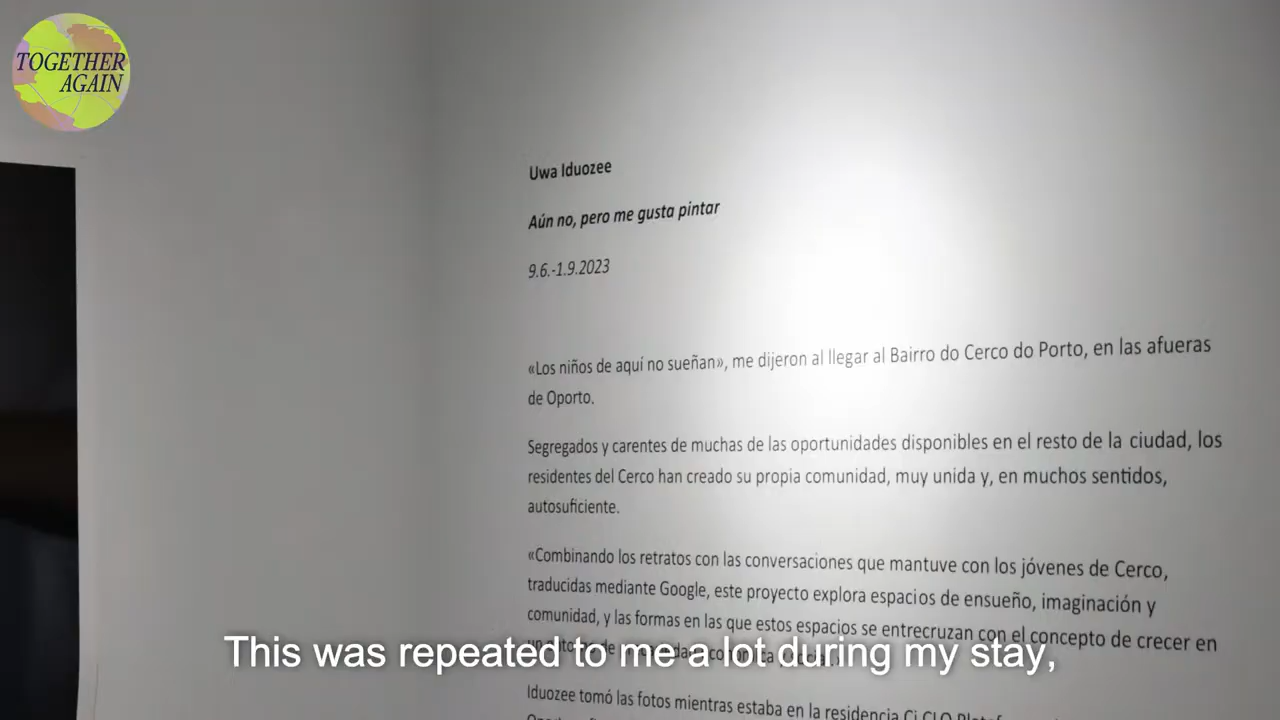 TOGETHER
AGAIN
Uwa Iduozee
Aún no, pero me gusta pintar
9.6.-1.9.2023
«Los niños de aquí no sueñan», me dijeron al llegar al Bairro do Cerco do Porto, en las afueras
de Oporto.
Segregados y carentes de muchas de las oportunidades disponibles en el resto de la ciudad, los
residentes del Cerco han creado su propia comunidad, muy unida y, en muchos sentidos,
autosuficiente.
«Combinando los retratos con las conversaciones que mantuve con los jóvenes de Cerco,
traducidas mediante Google, este proyecto explora espacios de ensueño, imaginación y
comunidad, y las formas en las que estos espacios se entrecruzan con el concepto de crecer en
This was repeated to me a lot during my stay,
Iduozee tomó las fotos mientras estaba en la residencia Ci.CLO